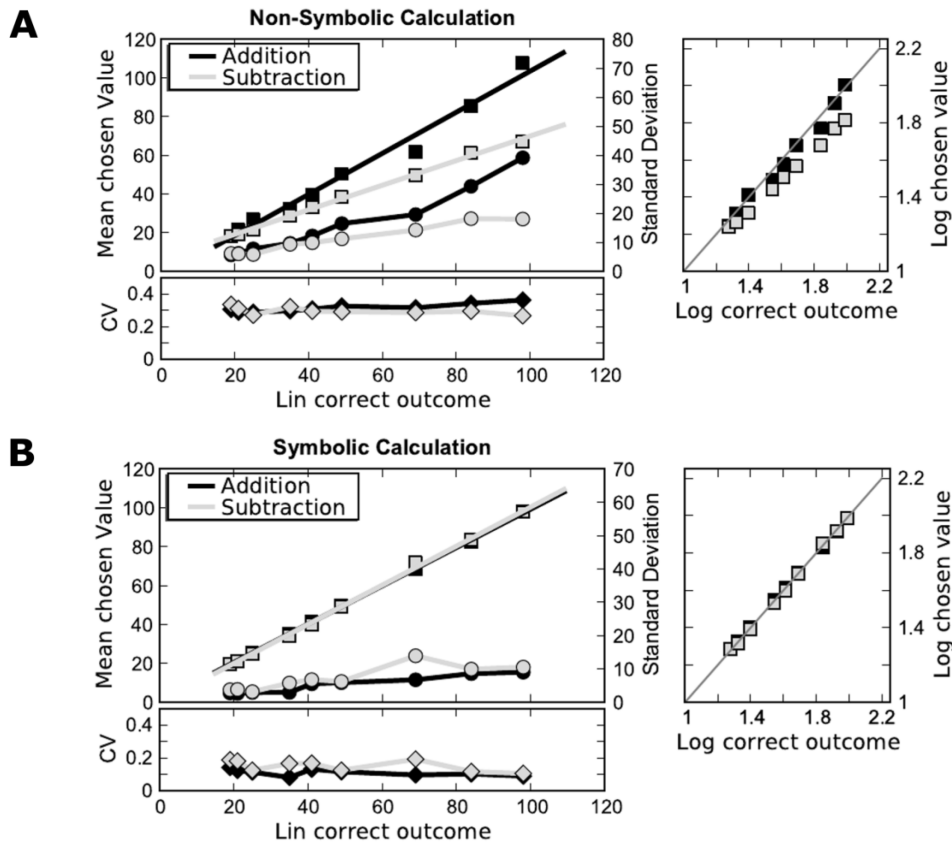 A
Non-Symbolic Calculation
Addition
Subtraction
Mean chosen Value
120
100
80
60
40
20
0
Standard Deviation
80
70
60
50
40
30
20
10
0
CV
0.4
0.2
0
0 20 40 60 80 100 120
Lin correct outcome
Log chosen value
2.2
1.8
1.4
1
1 1.4 1.8 2.2
Log correct outcome
B
Symbolic Calculation
Addition
Subtraction
Mean chosen Value
120
100
80
60
40
20
0
Standard Deviation
70
60
50
40
30
20
10
0
CV
0.4
0.2
0
0 20 40 60 80 100 120
Lin correct outcome
Log chosen value
2.2
1.8
1.4
1
1 1.4 1.8 2.2
Log correct outcome